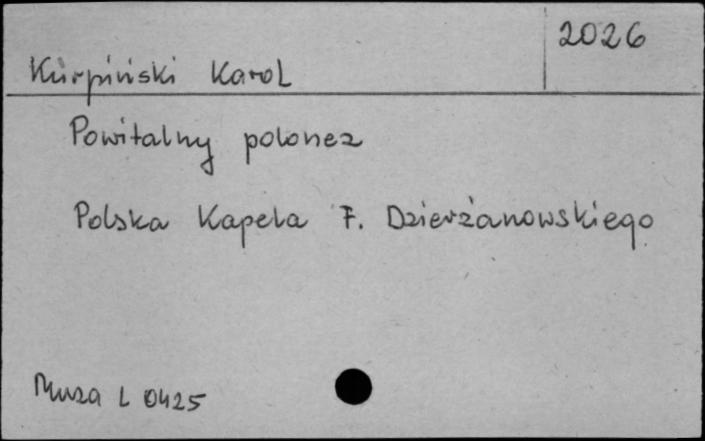 2026
Kurpiński Karol
Powitalny polonez
Polska Kapela F. Dzierżanowskiego
Muza L 0425